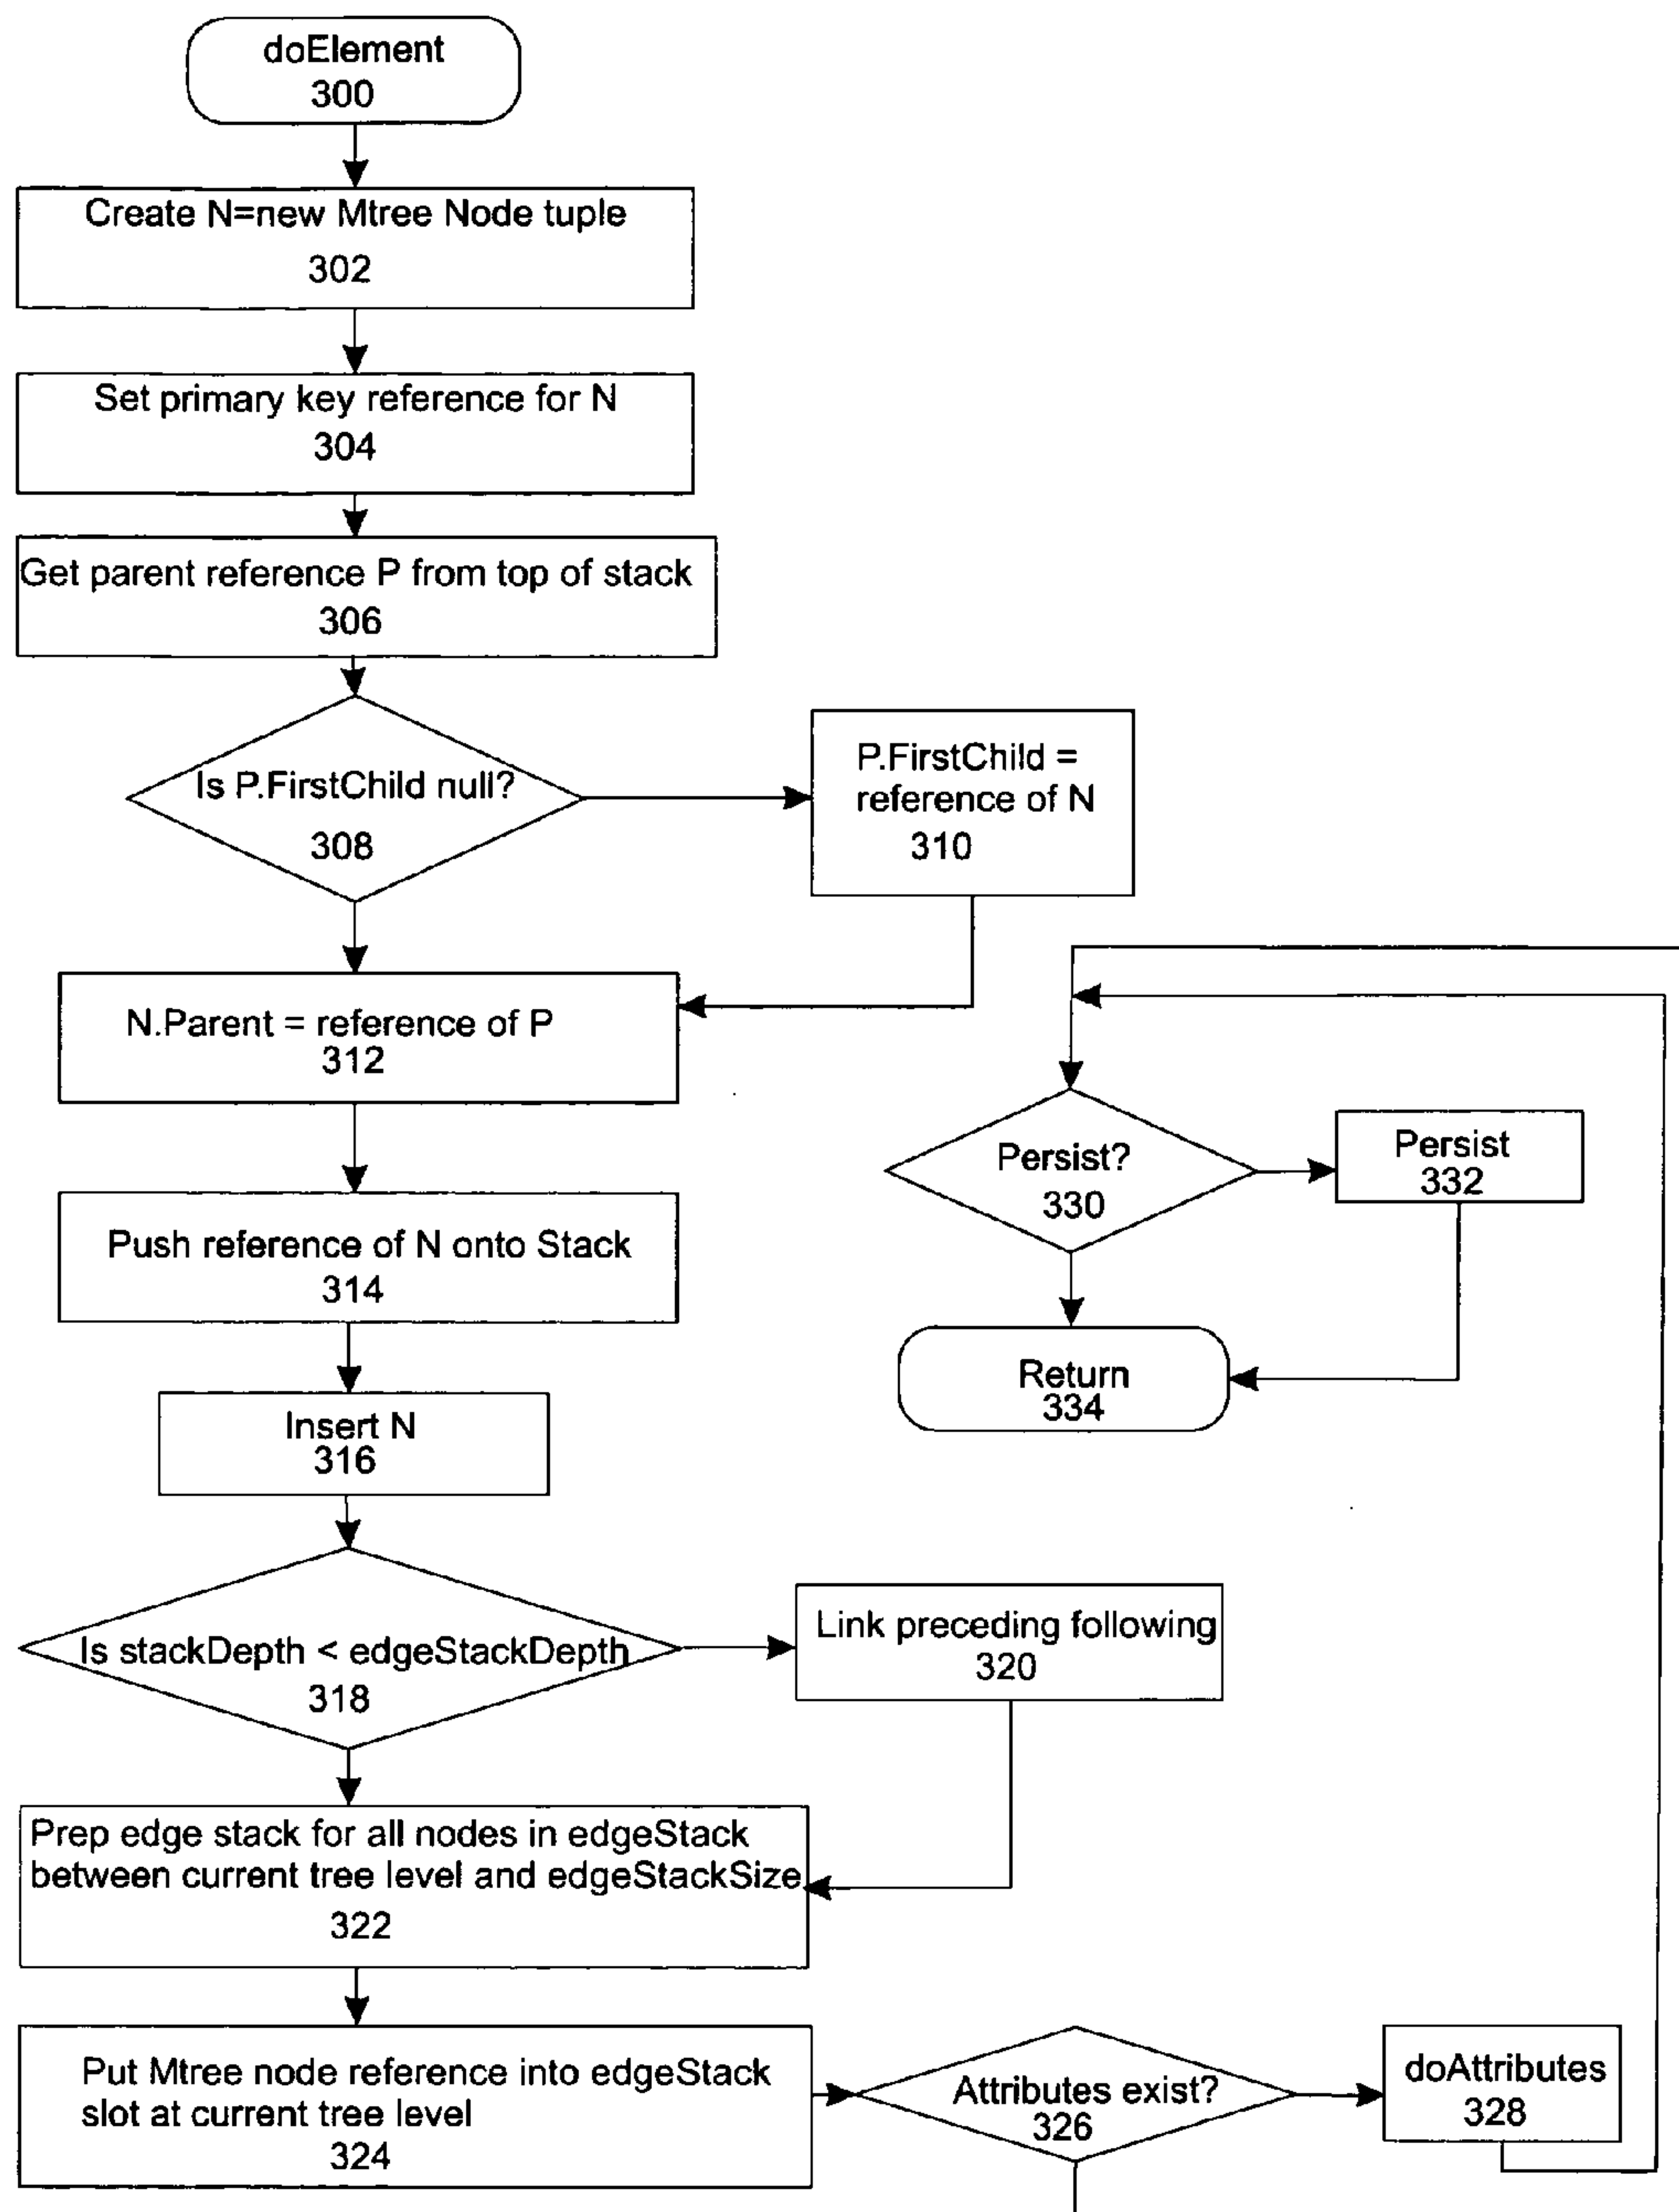 doElement
300
Create N=new Mtree Node tuple
302
Set primary key reference for N
304
Get parent reference P from top of stack
306
Is P.FirstChild null?
308
P.FirstChild =
reference of N
310
N.Parent = reference of P
312
Push reference of N onto Stack
314
Insert N
316
Is stackDepth < edgeStackDepth
318
Link preceding following
320
Prep edge stack for all nodes in edgeStack
between current tree level and edgeStackSize
322
Put Mtree node reference into edgeStack
slot at current tree level
324
Attributes exist?
326
doAttributes
328
Persist?
330
Persist
332
Return
334